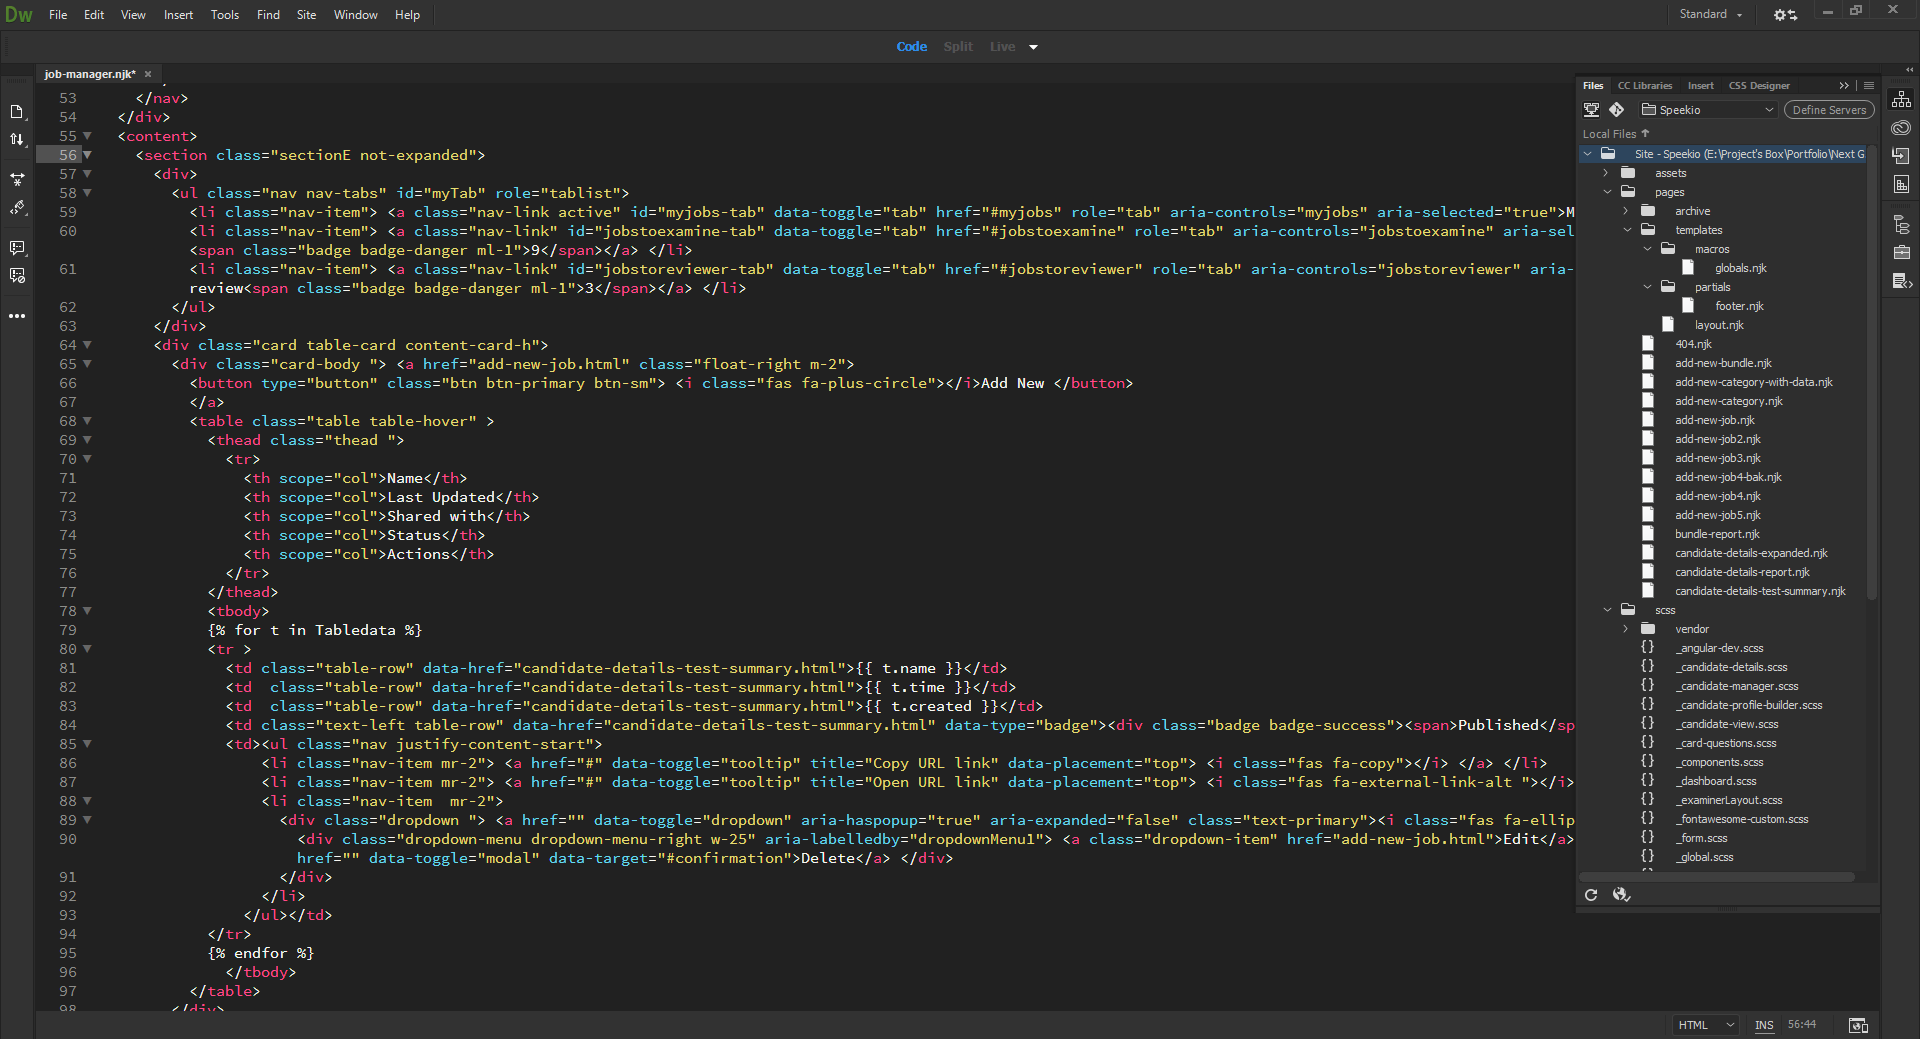 Dw File Edit View Insert Tools Find Site Window Help Standard
Code Split Live
job-manager.njk*
53 </nav>
54 </div>
55 <content>
56 <section class="sectionE not-expanded">
57 <div>
58 <ul class="nav nav-tabs" id="myTab" role="tablist">
59 <li class="nav-item"> <a class="nav-link active" id="myjobs-tab" data-toggle="tab" href="#myjobs" role="tab" aria-controls="myjobs" aria-selected="true">M
60 <li class="nav-item"> <a class="nav-link" id="jobstoexamine-tab" data-toggle="tab" href="#jobstoexamine" role="tab" aria-controls="jobstoexamine" aria-sel
<span class="badge badge-danger ml-1">9</span></a> </li>
61 <li class="nav-item"> <a class="nav-link" id="jobstoreviewer-tab" data-toggle="tab" href="#jobstoreviewer" role="tab" aria-controls="jobstoreviewer" aria-
review<span class="badge badge-danger ml-1">3</span></a> </li>
62 </ul>
63 </div>
64 <div class="card table-card content-card-h">
65 <div class="card-body "> <a href="add-new-job.html" class="float-right m-2">
66 <button type="button" class="btn btn-primary btn-sm"> <i class="fas fa-plus-circle"></i>Add New </button>
67 </a>
68 <table class="table table-hover" >
69 <thead class="thead ">
70 <tr>
71 <th scope="col">Name</th>
72 <th scope="col">Last Updated</th>
73 <th scope="col">Shared with</th>
74 <th scope="col">Status</th>
75 <th scope="col">Actions</th>
76 </tr>
77 </thead>
78 <tbody>
79 {% for t in Tabledata %}
80 <tr >
81 <td class="table-row" data-href="candidate-details-test-summary.html">{{ t.name }}</td>
82 <td  class="table-row" data-href="candidate-details-test-summary.html">{{ t.time }}</td>
83 <td  class="table-row" data-href="candidate-details-test-summary.html">{{ t.created }}</td>
84 <td class="text-left table-row" data-href="candidate-details-test-summary.html" data-type="badge"><div class="badge badge-success"><span>Published</sp
85 <td><ul class="nav justify-content-start">
86 <li class="nav-item mr-2"> <a href="#" data-toggle="tooltip" title="Copy URL link" data-placement="top"> <i class="fas fa-copy"></i> </a> </li>
87 <li class="nav-item mr-2"> <a href="#" data-toggle="tooltip" title="Open URL link" data-placement="top"> <i class="fas fa-external-link-alt "></i>
88 <li class="nav-item  mr-2">
89 <div class="dropdown "> <a href="" data-toggle="dropdown" aria-haspopup="true" aria-expanded="false" class="text-primary"><i class="fas fa-ellip
90 <div class="dropdown-menu dropdown-menu-right w-25" aria-labelledby="dropdownMenu1"> <a class="dropdown-item" href="add-new-job.html">Edit</a>
href="" data-toggle="modal" data-target="#confirmation">Delete</a> </div>
91 </div>
92 </li>
93 </ul></td>
94 </tr>
95 {% endfor %}
96 </tbody>
97 </table>
98 </div>
Files CC Libraries Insert CSS Designer
Speekio Define Servers
Local Files
Site - Speekio (E:\Project's Box\Portfolio\Next G
assets
pages
archive
templates
macros
globals.njk
partials
footer.njk
layout.njk
404.njk
add-new-bundle.njk
add-new-category-with-data.njk
add-new-category.njk
add-new-job.njk
add-new-job2.njk
add-new-job3.njk
add-new-job4-bak.njk
add-new-job4.njk
add-new-job5.njk
bundle-report.njk
candidate-details-expanded.njk
candidate-details-report.njk
candidate-details-test-summary.njk
scss
vendor
_angular-dev.scss
_candidate-details.scss
_candidate-manager.scss
_candidate-profile-builder.scss
_candidate-view.scss
_card-questions.scss
_components.scss
_dashboard.scss
_examinerLayout.scss
_fontawesome-custom.scss
_form.scss
_global.scss
HTML INS 56:44